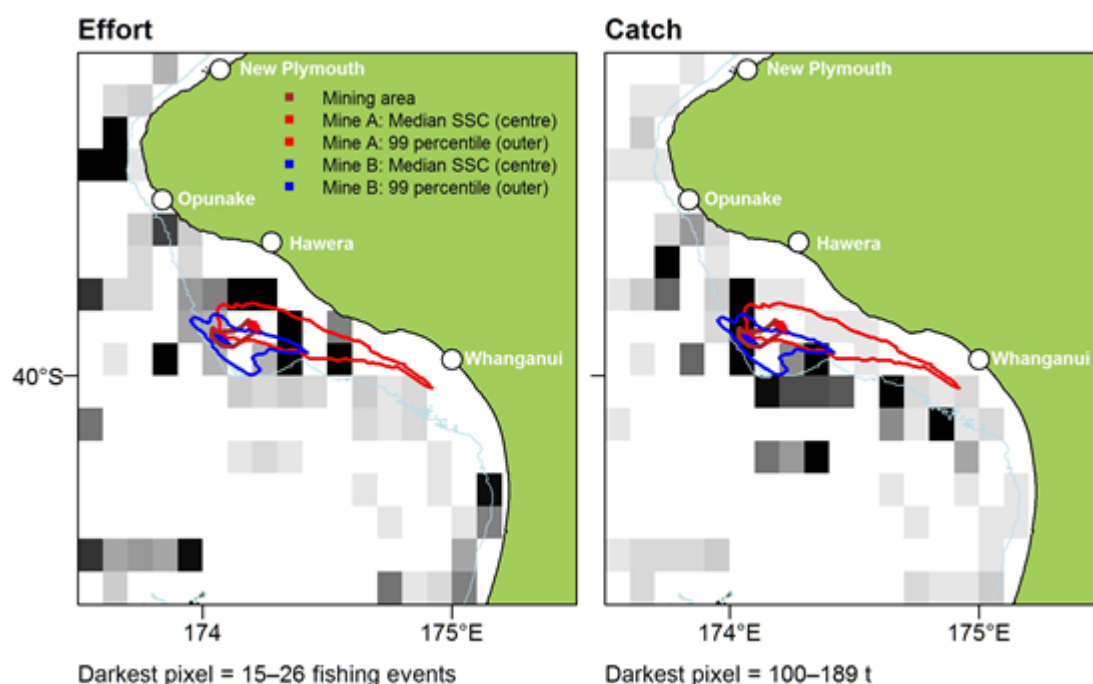 Effort
New Plymouth
Mining area
Mine A: Median SSC (centre)
Mine A: 99 percentile (outer)
Mine B: Median SSC (centre)
Mine B: 99 percentile (outer)
Opunake
Hawera
Whanganui
40°S
174
175°E
Darkest pixel = 15–26 fishing events
Catch
New Plymouth
Opunake
Hawera
Whanganui
174°E
175°E
Darkest pixel = 100–189 t